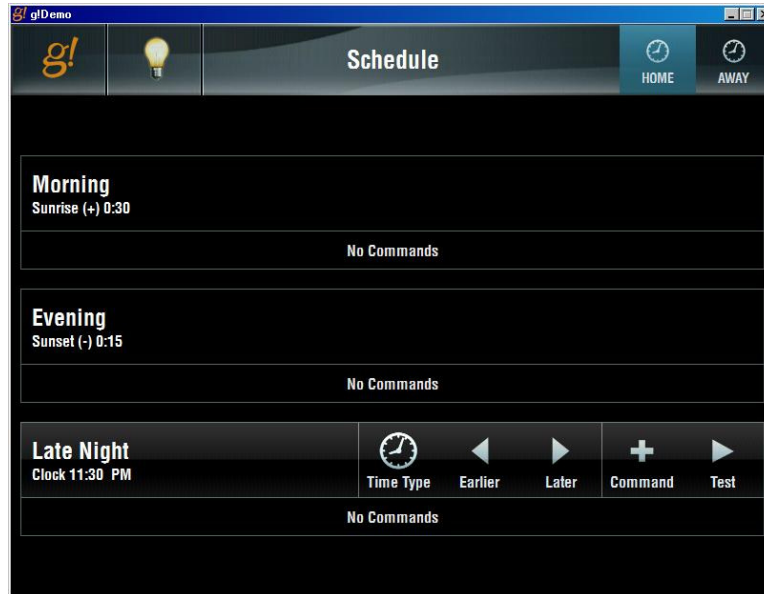 g! g!Demo
g!
Schedule
HOME
AWAY
Morning
Sunrise (+) 0:30
No Commands
Evening
Sunset (-) 0:15
No Commands
Late Night
Clock 11:30 PM
Time Type
Earlier
Later
Command
Test
No Commands